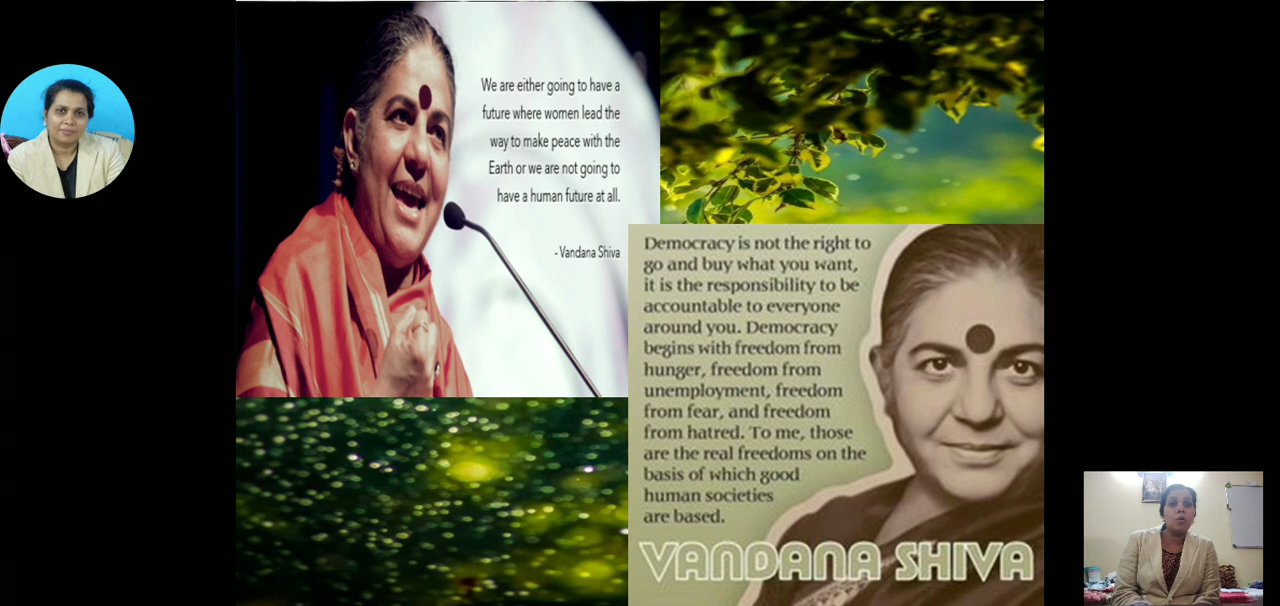 We are either going to have a
future where women lead the
way to make peace with the
Earth or we are not going to
have a human future at all.
- Vandana Shiva
Democracy is not the right to
go and buy what you want,
it is the responsibility to be
accountable to everyone
around you. Democracy
begins with freedom from
hunger, freedom from
unemployment, freedom
from fear, and freedom
from hatred. To me, those
are the real freedoms on the
basis of which good
human societies
are based.
VANDANA SHIVA